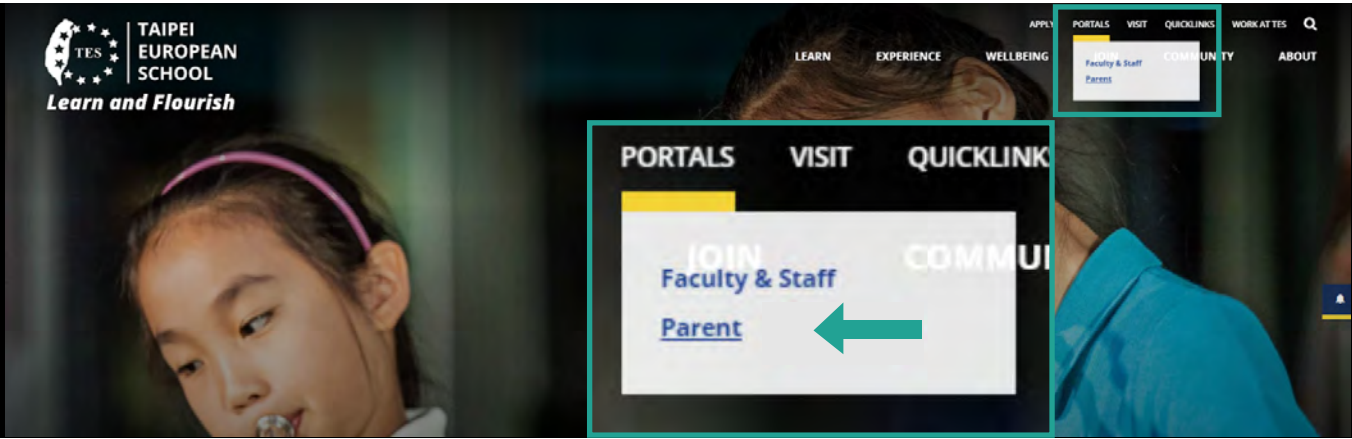 TAIPEI
EUROPEAN
SCHOOL
TES
Learn and Flourish
APPLY PORTALS VISIT QUICKLINKS WORK AT TES
LEARN EXPERIENCE WELLBEING JOIN COMMUNITY ABOUT
Faculty & Staff
Parent
PORTALS VISIT QUICKLINK
JOIN COMMU
Faculty & Staff
Parent